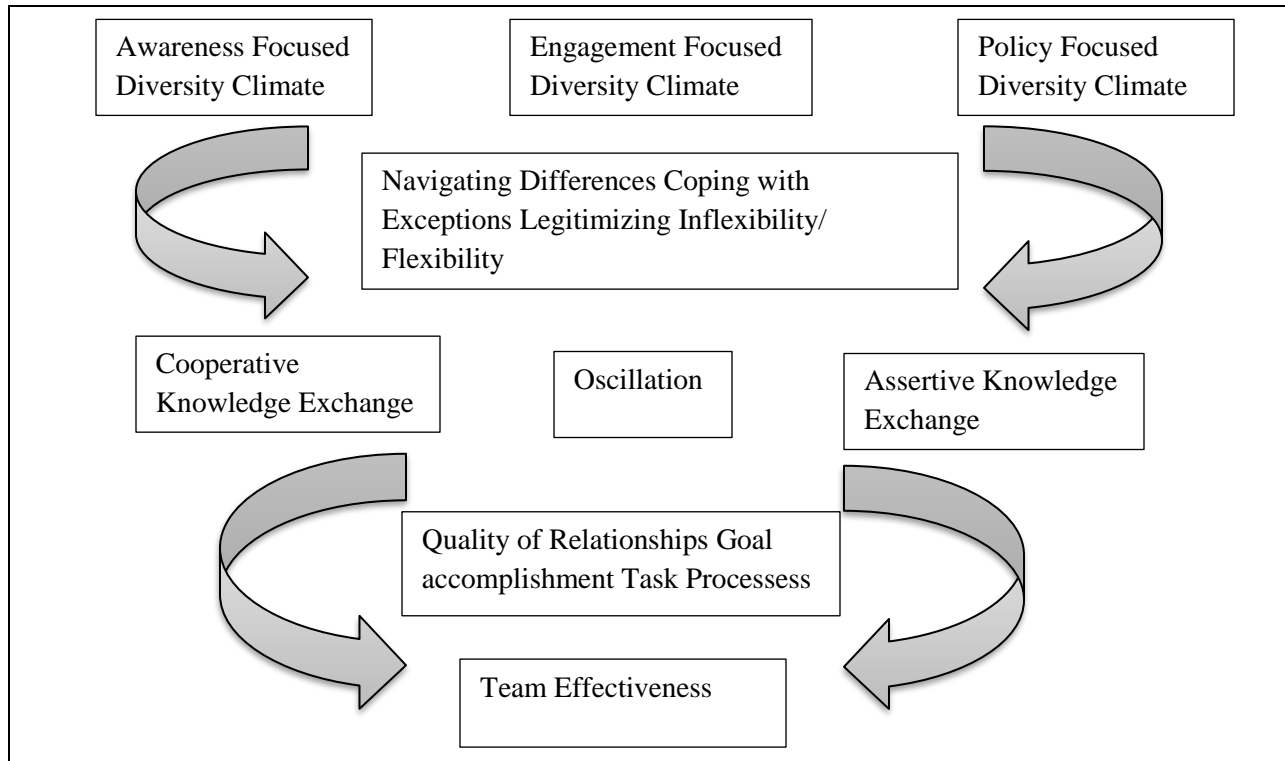 Awareness Focused
Diversity Climate
Engagement Focused
Diversity Climate
Policy Focused
Diversity Climate
Navigating Differences Coping with
Exceptions Legitimizing Inflexibility/
Flexibility
Cooperative
Knowledge Exchange
Oscillation
Assertive Knowledge
Exchange
Quality of Relationships Goal
accomplishment Task Processess
Team Effectiveness